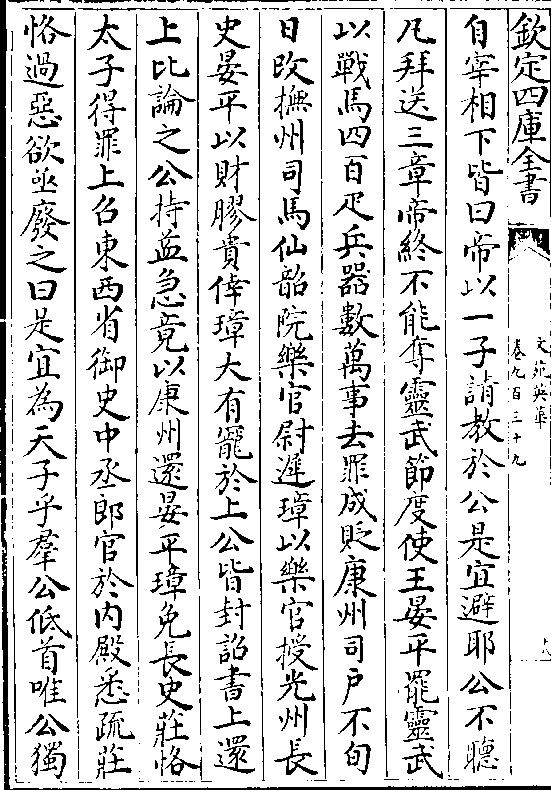 欽定四庫全書
文苑英華
卷九百三十九
自宰相下皆曰帝以一子請教於公是宜避耶公不聽
凡拜送三章帝終不能奪靈武節度使王晏平罷靈武
以戰馬四百疋兵器數萬事去罪成貶康州司戸不旬
日改撫州司馬仙韶院樂官尉遲璋以樂官授光州長
史晏平以財膠貴倖璋大有寵於上公皆封詔書上還
上比論之公持益急竟以康州還晏平璋免長史莊恪
太子得罪上召東西省御史中丞郎官於内殿悉疏莊
恪過惡欲亟廢之曰是宜為天子乎羣公低首唯公獨